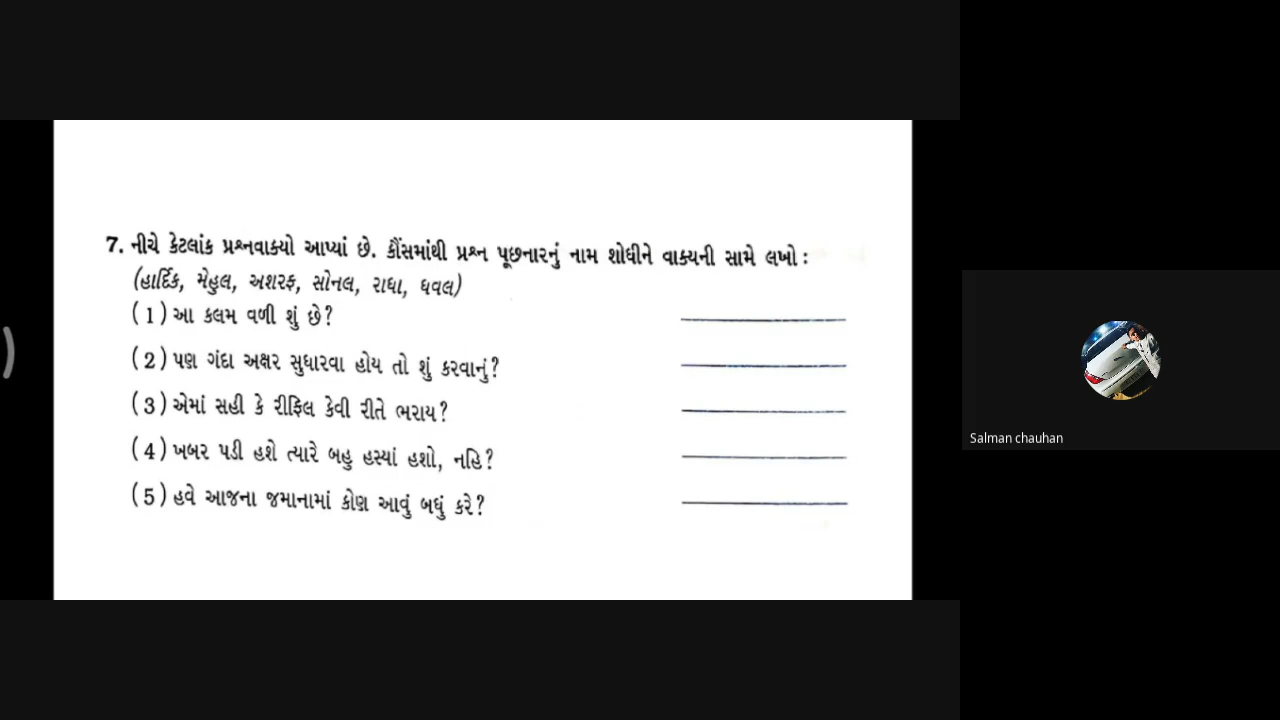 7. નીચે કેટલાંક પ્રશ્નવાક્યો આપ્યાં છે. કૌંસમાંથી પ્રશ્ન પૂછનારનું નામ શોધીને વાક્યની સામે લખો :
(હાર્દિક, મેહુલ, અશરફ, સોનલ, રાધા, ધવલ)
(1) આ કલમ વળી શું છે?
(2) પણ ગંદા અક્ષર સુધારવા હોય તો શું કરવાનું?
(3) એમાં સહી કે રીફિલ કેવી રીતે ભરાય?
(4) ખબર પડી હશે ત્યારે બહુ હસ્યાં હશો, નહિ?
(5) હવે આજના જમાનામાં કોણ આવું બધું કરે?
Salman chauhan